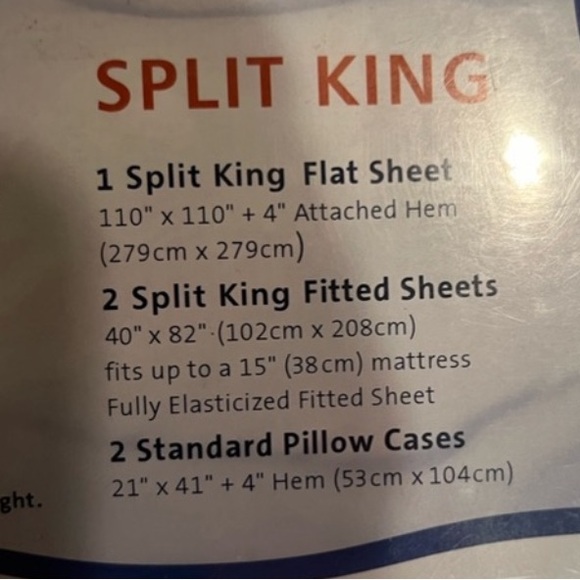 SPLIT KING
1 Split King Flat Sheet
110" x 110" + 4" Attached Hem
(279cm x 279cm)
2 Split King Fitted Sheets
40" x 82" (102cm x 208cm)
fits up to a 15" (38cm) mattress
Fully Elasticized Fitted Sheet
2 Standard Pillow Cases
21" x 41" + 4" Hem (53cm x 104cm)
ght.